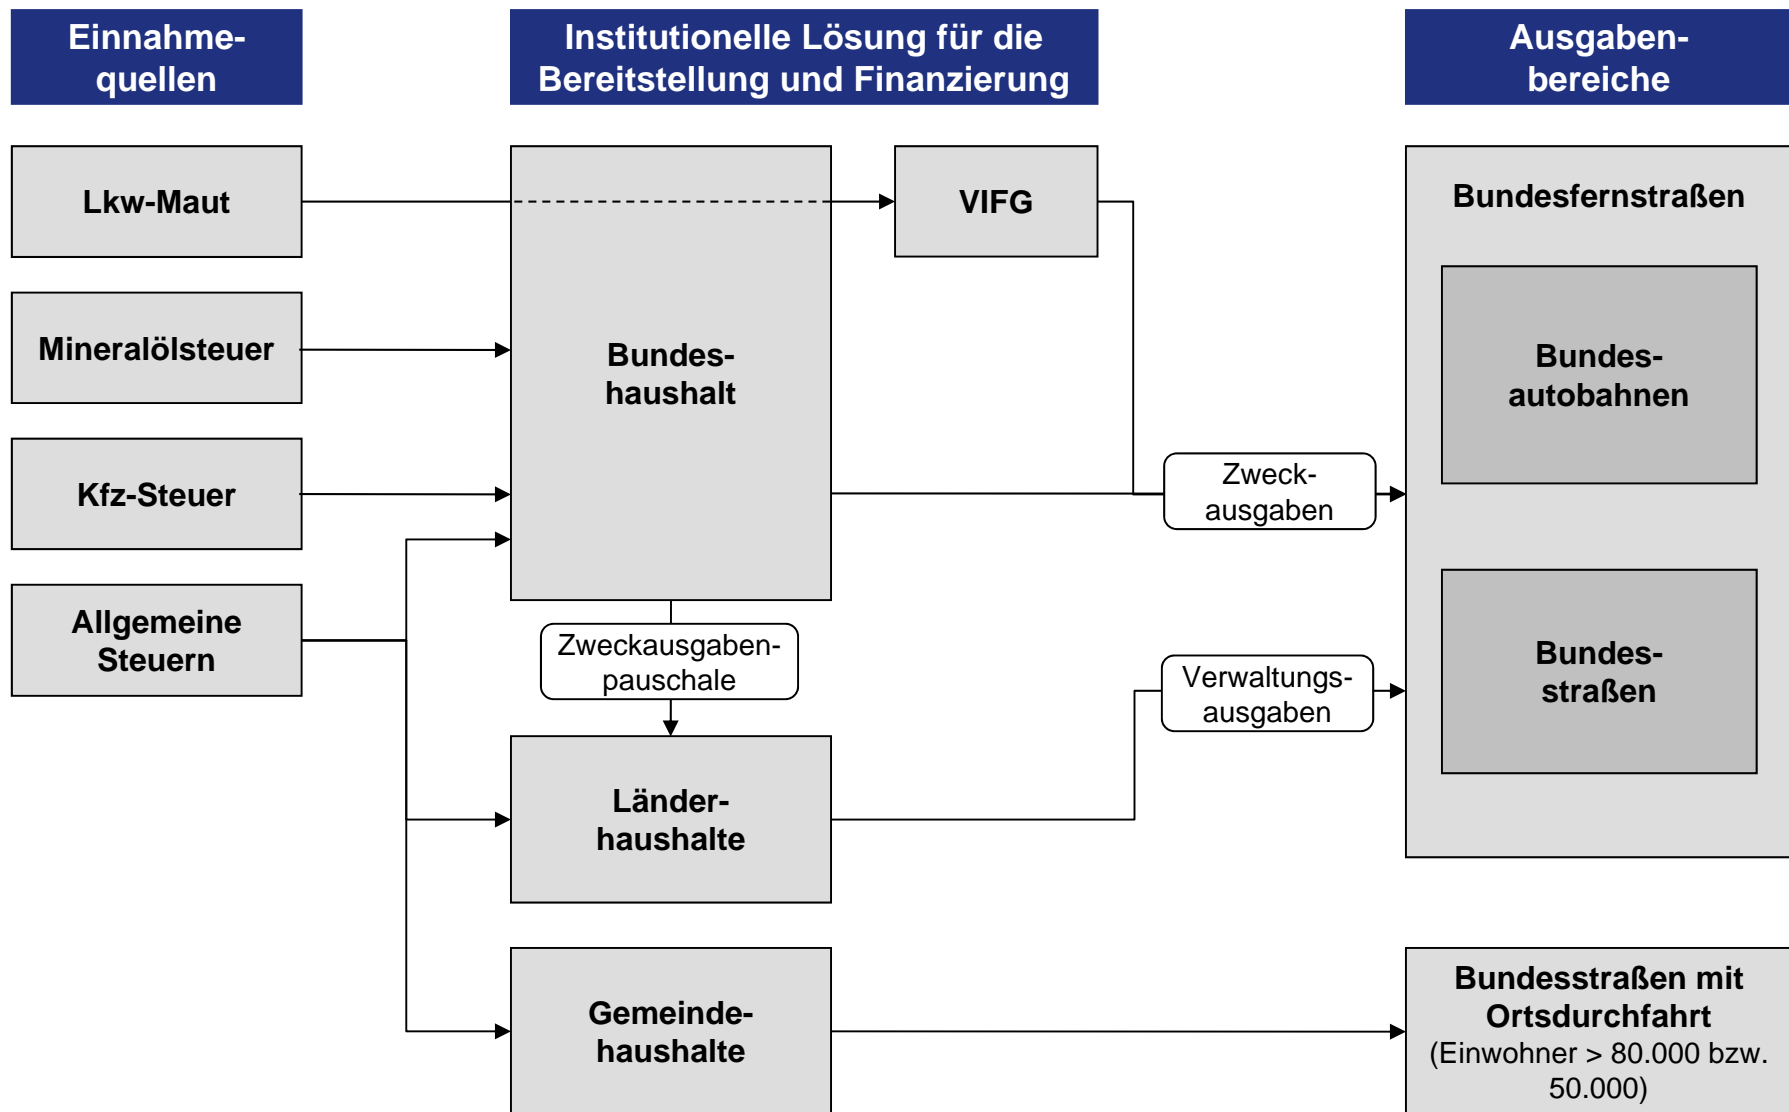 Einnahme-
quellen
Institutionelle Lösung für die
Bereitstellung und Finanzierung
Ausgaben-
bereiche
Lkw-Maut
Mineralölsteuer
Kfz-Steuer
Allgemeine
Steuern
Bundes-
haushalt
VIFG
Zweckausgaben-
pauschale
Länder-
haushalte
Gemeinde-
haushalte
Zweck-
ausgaben
Verwaltungs-
ausgaben
Bundesfernstraßen
Bundes-
autobahnen
Bundes-
straßen
Bundesstraßen mit
Ortsdurchfahrt
(Einwohner > 80.000 bzw.
50.000)